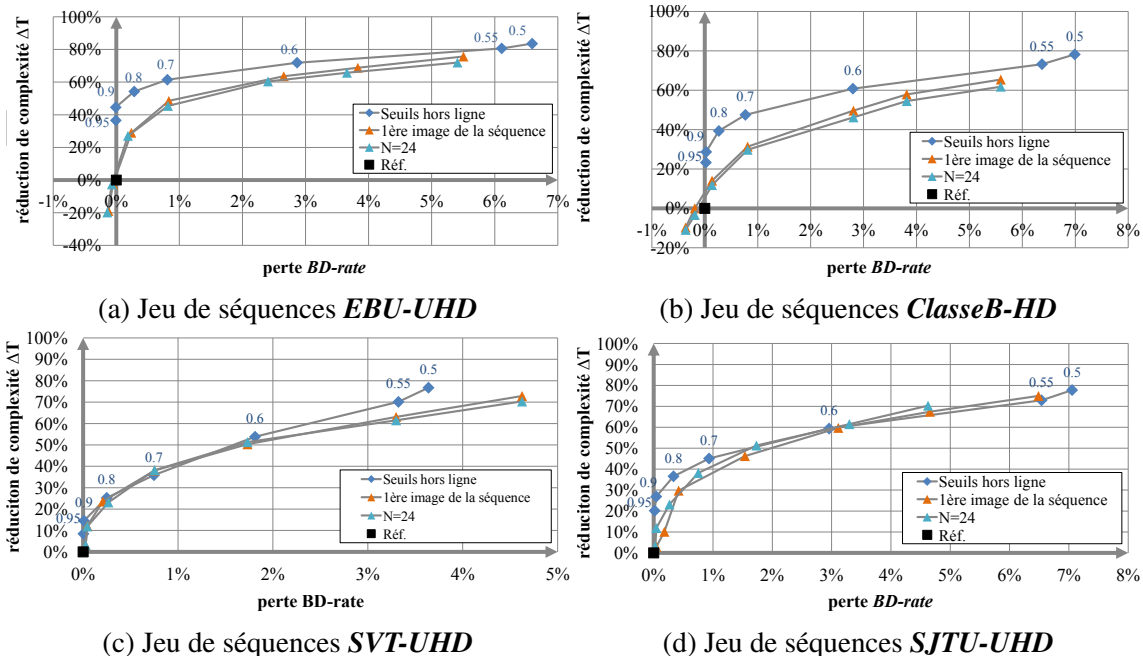 réduction de complexité ΔT
100%
80%
60%
40%
20%
0%
-20%
-40%
-1% 0% 1% 2% 3% 4% 5% 6% 7%
0.95
0.9
0.8
0.7
0.6
0.55
0.5
Seuils hors ligne
1ère image de la séquence
N=24
Réf.
perte BD-rate
(a) Jeu de séquences EBU-UHD
réduction de complexité ΔT
100%
80%
60%
40%
20%
0%
-20%
-1% 0% 1% 2% 3% 4% 5% 6% 7% 8%
0.95
0.9
0.8
0.7
0.6
0.55
0.5
Seuils hors ligne
1ère image de la séquence
N=24
Réf.
perte BD-rate
(b) Jeu de séquences ClasseB-HD
réduction de complexité ΔT
100%
90%
80%
70%
60%
50%
40%
30%
20%
10%
0%
0% 1% 2% 3% 4% 5%
0.95
0.9
0.8
0.7
0.6
0.55
0.5
Seuils hors ligne
1ère image de la séquence
N=24
Réf.
perte BD-rate
(c) Jeu de séquences SVT-UHD
réduciton de complexité ΔT
100%
90%
80%
70%
60%
50%
40%
30%
20%
10%
0%
0% 1% 2% 3% 4% 5% 6% 7% 8%
0.95
0.9
0.8
0.7
0.6
0.55
0.5
Seuils hors ligne
1ère image de la séquence
N=24
Réf.
perte BD-rate
(d) Jeu de séquences SJTU-UHD